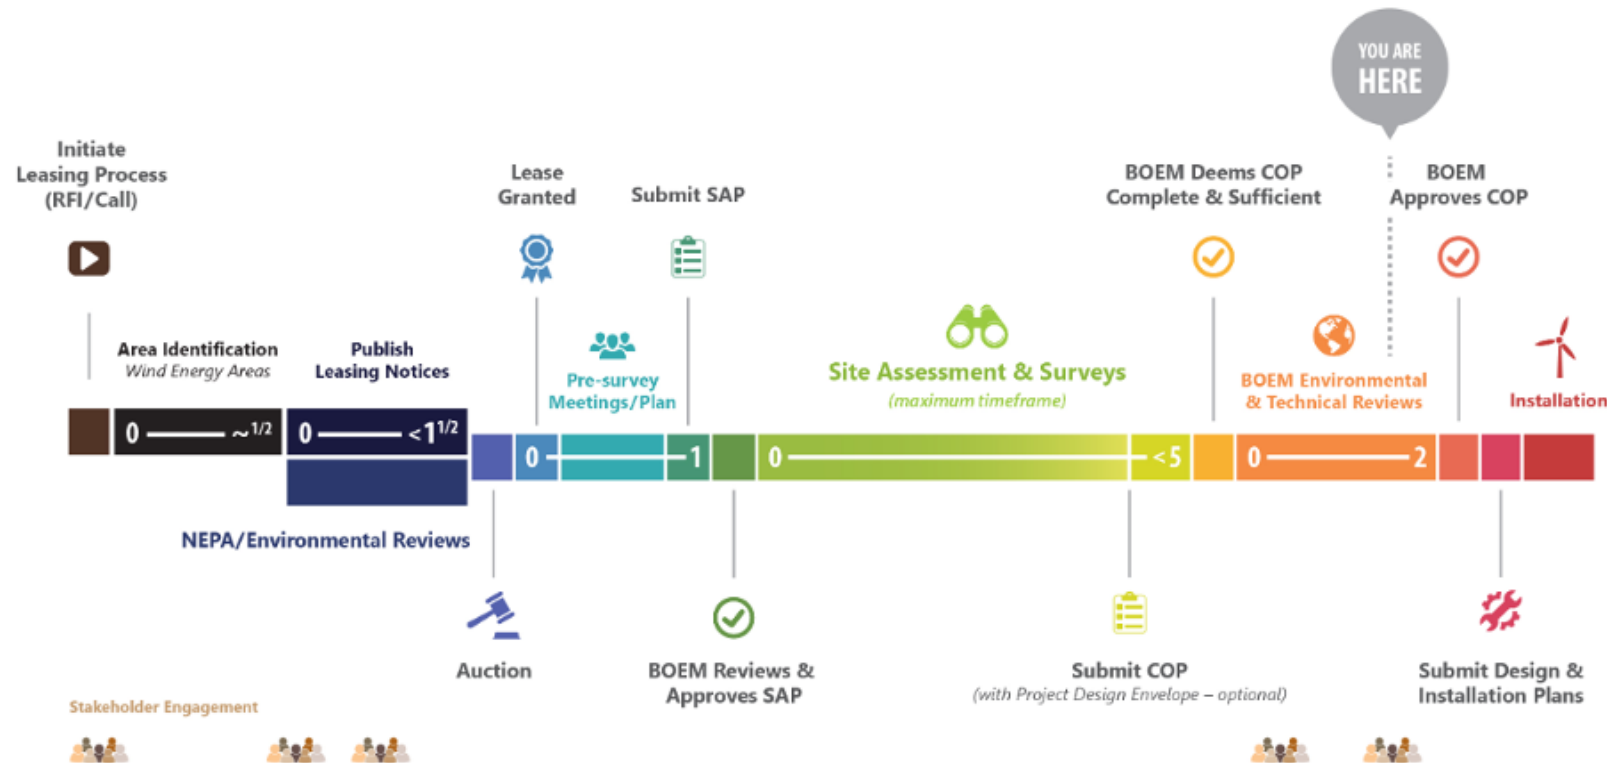 YOU ARE
HERE
Initiate
Leasing Process
(RFI/Call)
Lease
Granted
Submit SAP
BOEM Deems COP
Complete & Sufficient
BOEM
Approves COP
Area Identification
Wind Energy Areas
Publish
Leasing Notices
Pre-survey
Meetings/Plan
Site Assessment & Surveys
(maximum timeframe)
BOEM Environmental
& Technical Reviews
Installation
0 ~1/2
0 <1 1/2
0 1
0 <5
0 2
NEPA/Environmental Reviews
Auction
BOEM Reviews &
Approves SAP
Submit COP
(with Project Design Envelope – optional)
Submit Design &
Installation Plans
Stakeholder Engagement